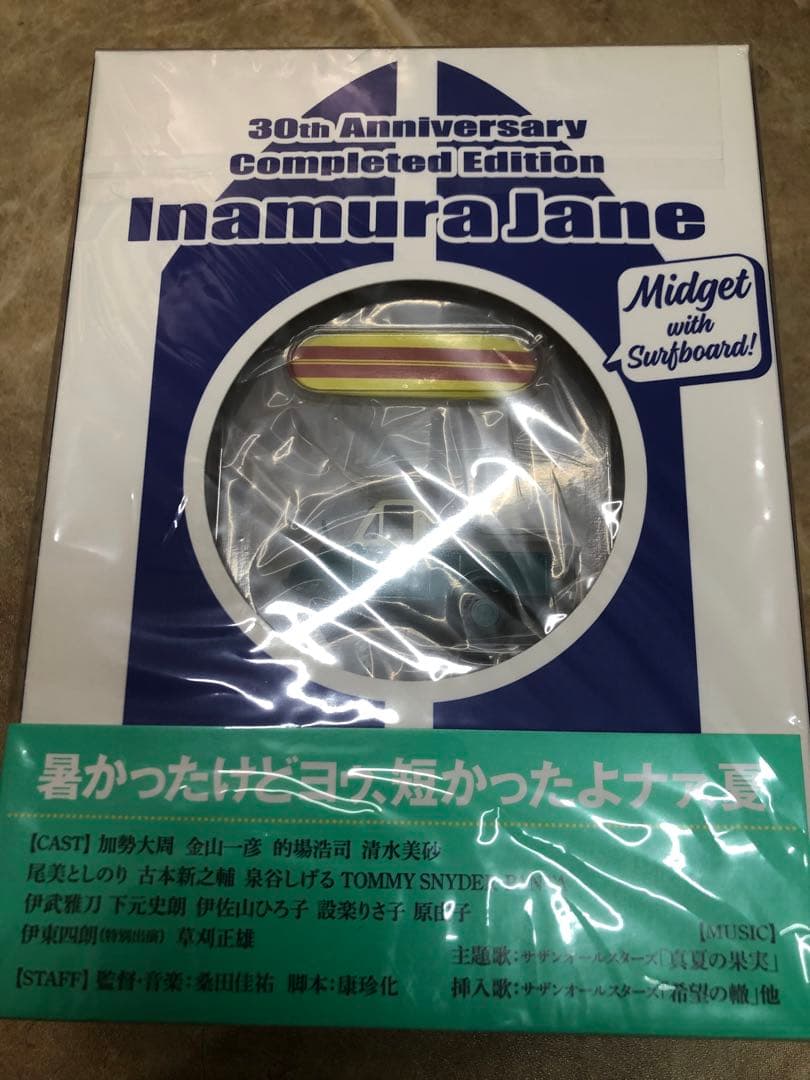 30th Anniversary
Completed Edition
Inamura Jane
Midget
with
Surfboard!
暑かったけどヨウ、短かったよナァ夏
【CAST】加勢大周 金山一彦 的場浩司 清水美砂
尾美としのり 古本新之輔 泉谷しげる TOMMY SNYDER PANTA
伊武雅刀 下元史朗 伊佐山ひろ子 設楽りさ子 原由子
伊東四朗(特別出演) 草刈正雄
【STAFF】監督・音楽:桑田佳祐 脚本:康珍化
【MUSIC】
主題歌:サザンオールスターズ「真夏の果実」
挿入歌:サザンオールスターズ「希望の轍」他